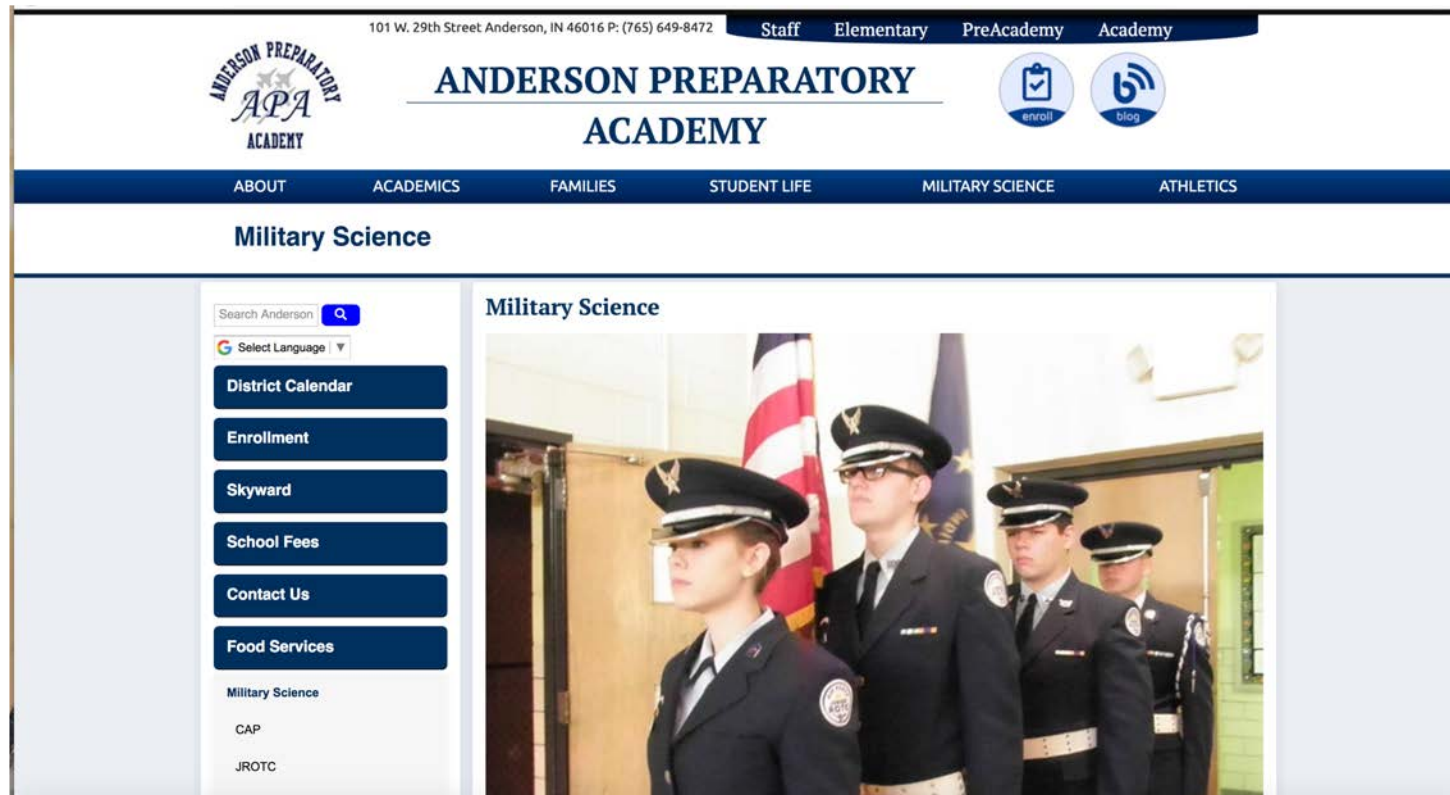 101 W. 29th Street Anderson, IN 46016 P: (765) 649-8472
Staff Elementary PreAcademy Academy
ANDERSON PREPARATORY
APA
ACADEMY
ANDERSON PREPARATORY
ACADEMY
enroll
blog
ABOUT ACADEMICS FAMILIES STUDENT LIFE MILITARY SCIENCE ATHLETICS
Military Science
Search Anderson
Select Language
District Calendar
Enrollment
Skyward
School Fees
Contact Us
Food Services
Military Science
CAP
JROTC
Military Science
ROTC